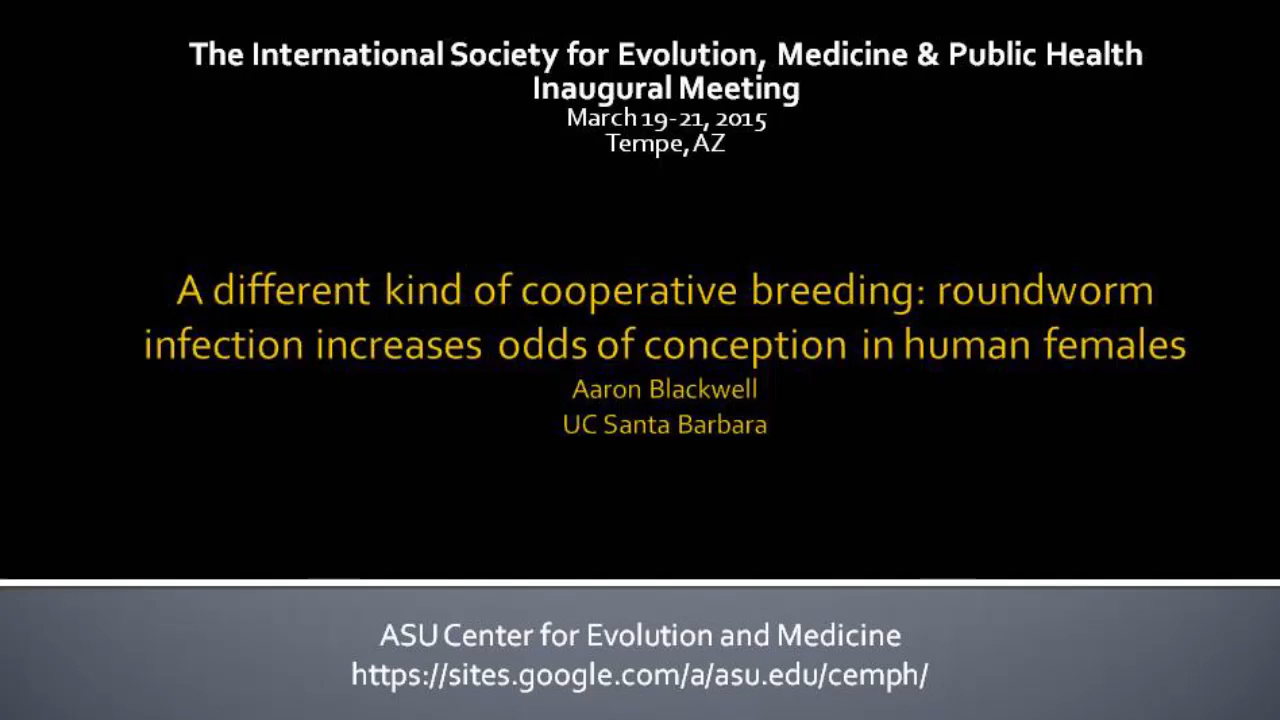 The International Society for Evolution, Medicine & Public Health
Inaugural Meeting
March 19-21, 2015
Tempe, AZ
A different kind of cooperative breeding: roundworm
infection increases odds of conception in human females
Aaron Blackwell
UC Santa Barbara
ASU Center for Evolution and Medicine
https://sites.google.com/a/asu.edu/cemph/